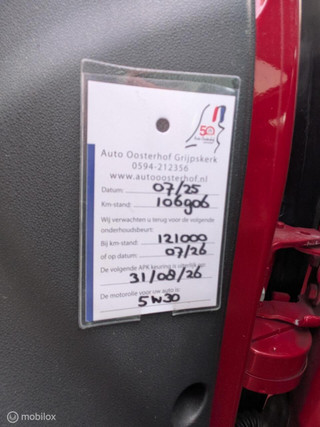 50
Auto Oosterhof Grijpskerk
0594-212356
www.autooosterhof.nl
Datum: 07/25
Km-stand: 106906
Wij verwachten u terug voor de volgende
onderhoudsbeurt:
Bij km-stand: 121000
of op datum: 07/26
De volgende APK keuring is uiterlijk op:
31/08/26
De motorolie voor uw auto is:
5W30
© mobilox